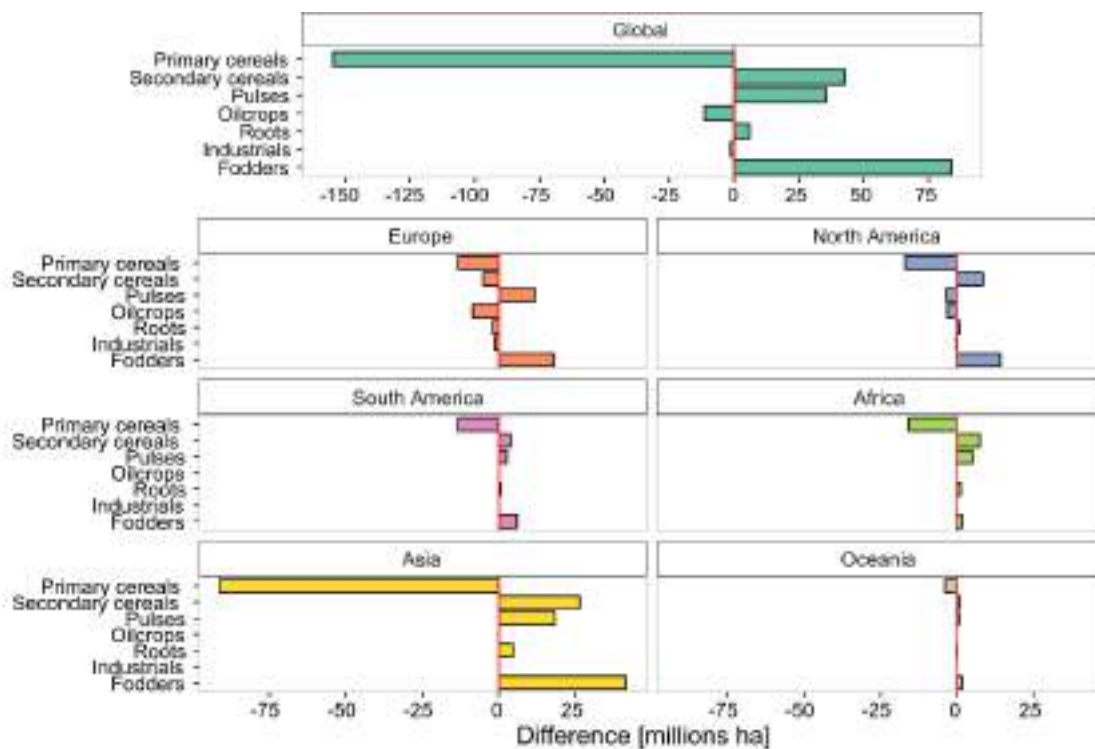 Global
Primary cereals
Secondary cereals
Pulses
Oilcrops
Roots
Industrials
Fodders
-150 -100 -75 -50 -25 0 25 50 75
Europe North America
Primary cereals
Secondary cereals
Pulses
Oilcrops
Roots
Industrials
Fodders
South America Africa
Primary cereals
Secondary cereals
Pulses
Oilcrops
Roots
Industrials
Fodders
Asia Oceania
Primary cereals
Secondary cereals
Pulses
Oilcrops
Roots
Industrials
Fodders
-75 -50 -25 0 25 -75 -50 -25 0 25
Difference [millions ha]